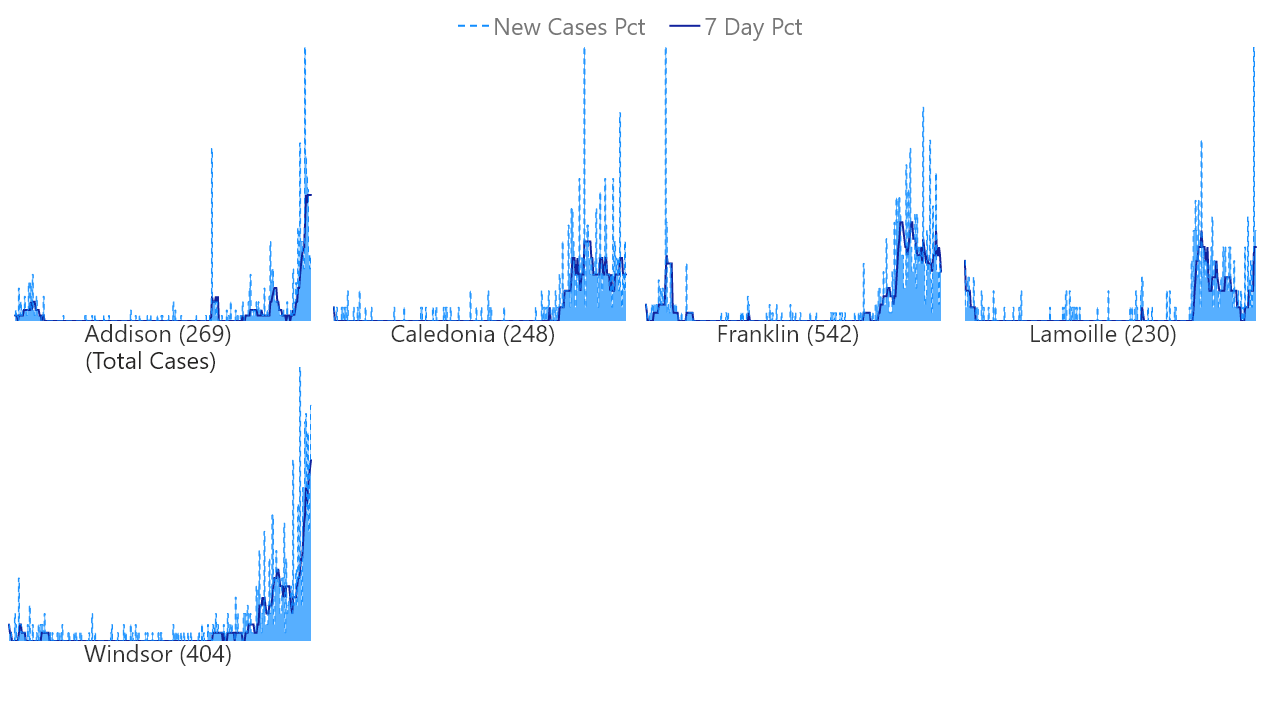 New Cases Pct 7 Day Pct
Addison (269) Caledonia (248) Franklin (542) Lamoille (230)
(Total Cases)
Windsor (404)